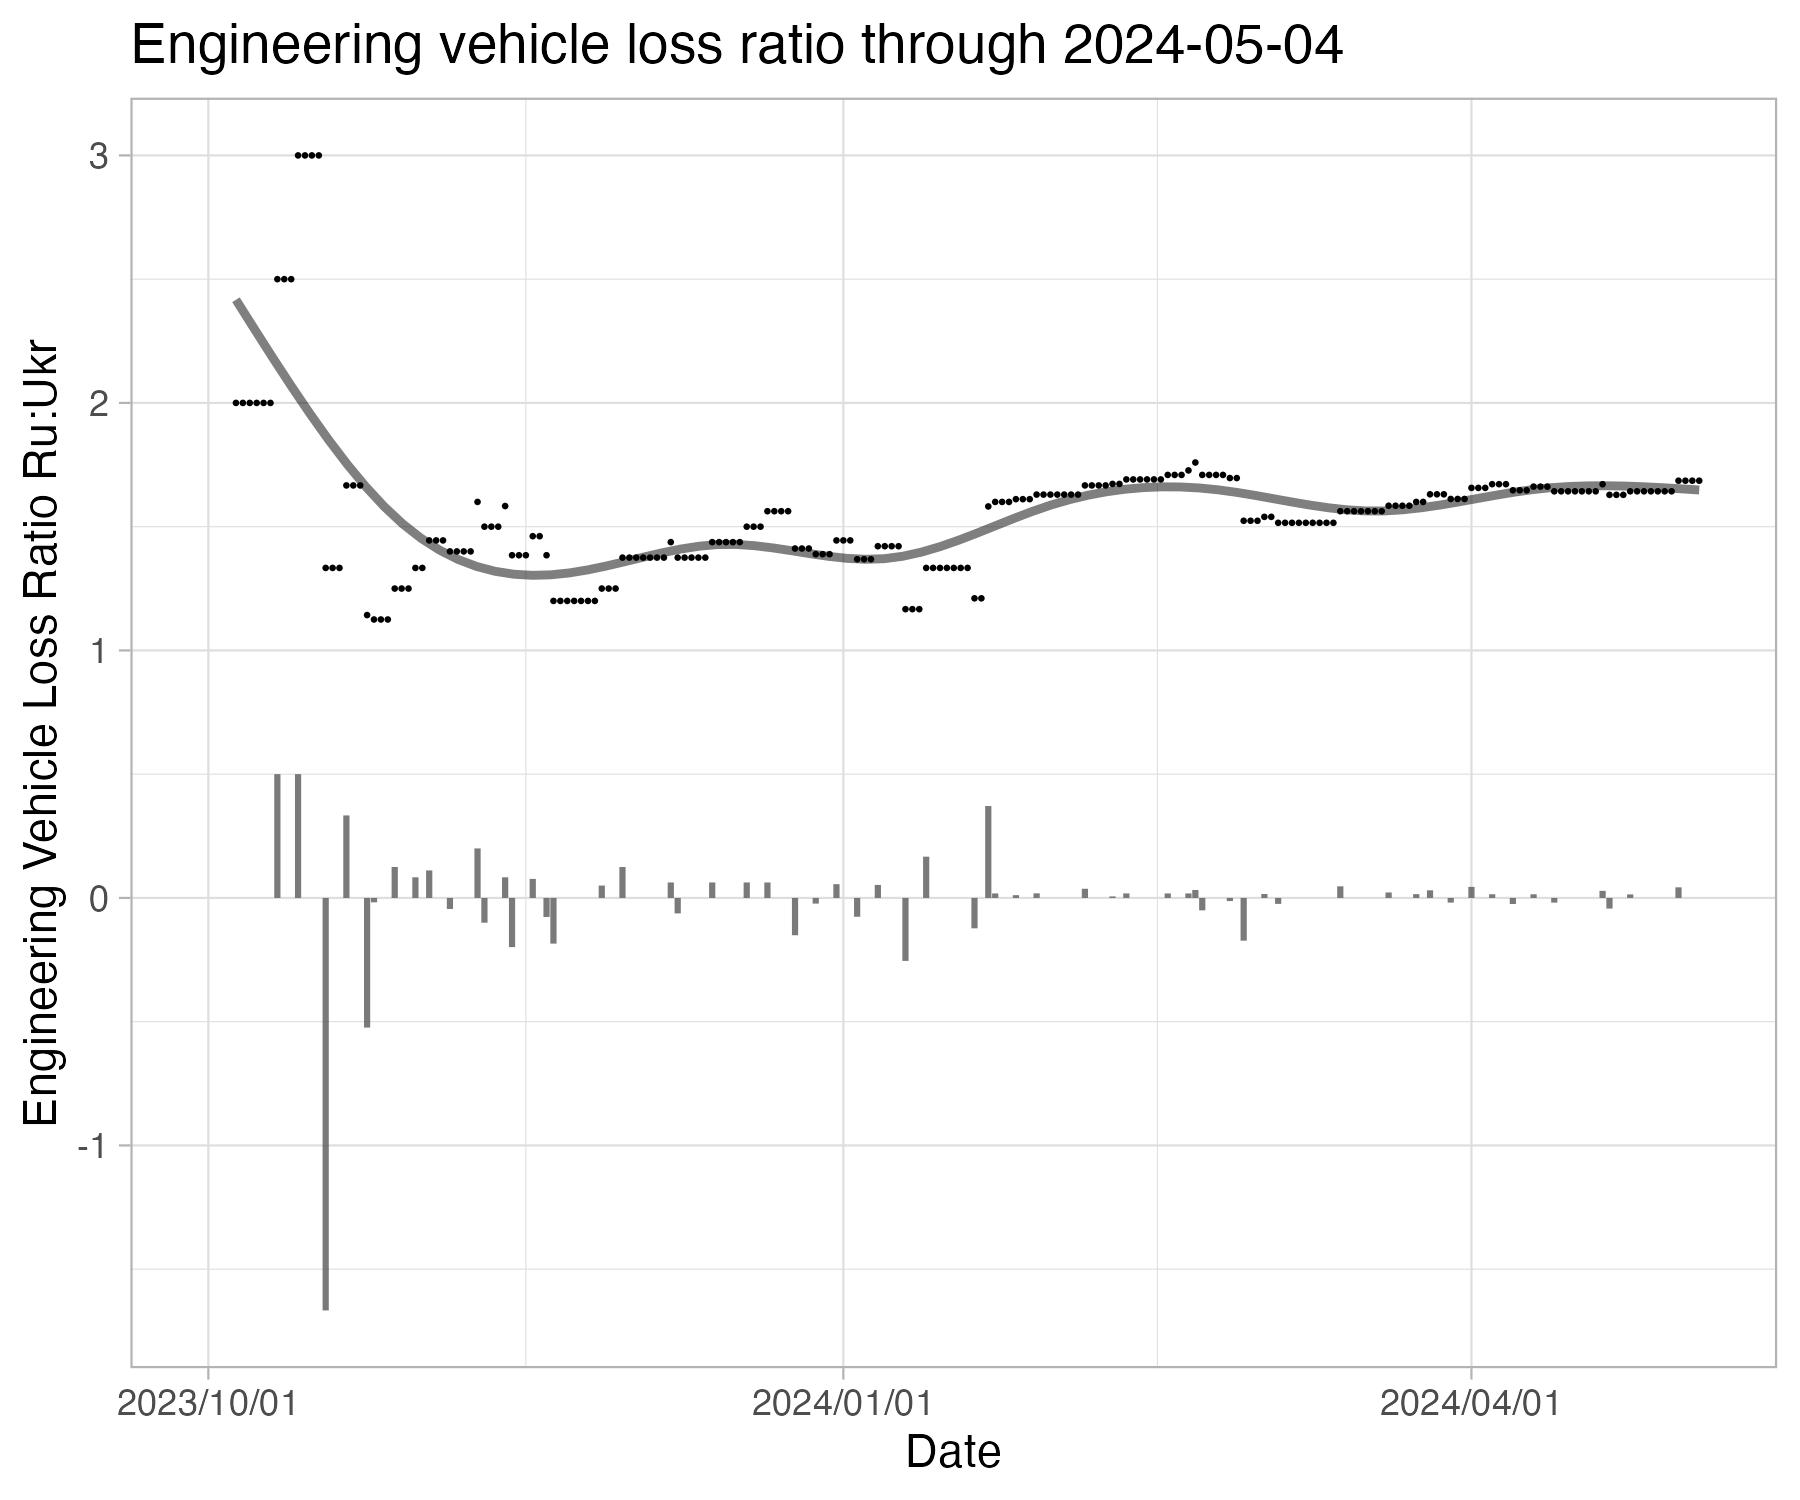 Engineering vehicle loss ratio through 2024-05-04
Engineering Vehicle Loss Ratio Ru:Ukr
3
2
1
0
-1
2023/10/01
2024/01/01
2024/04/01
Date